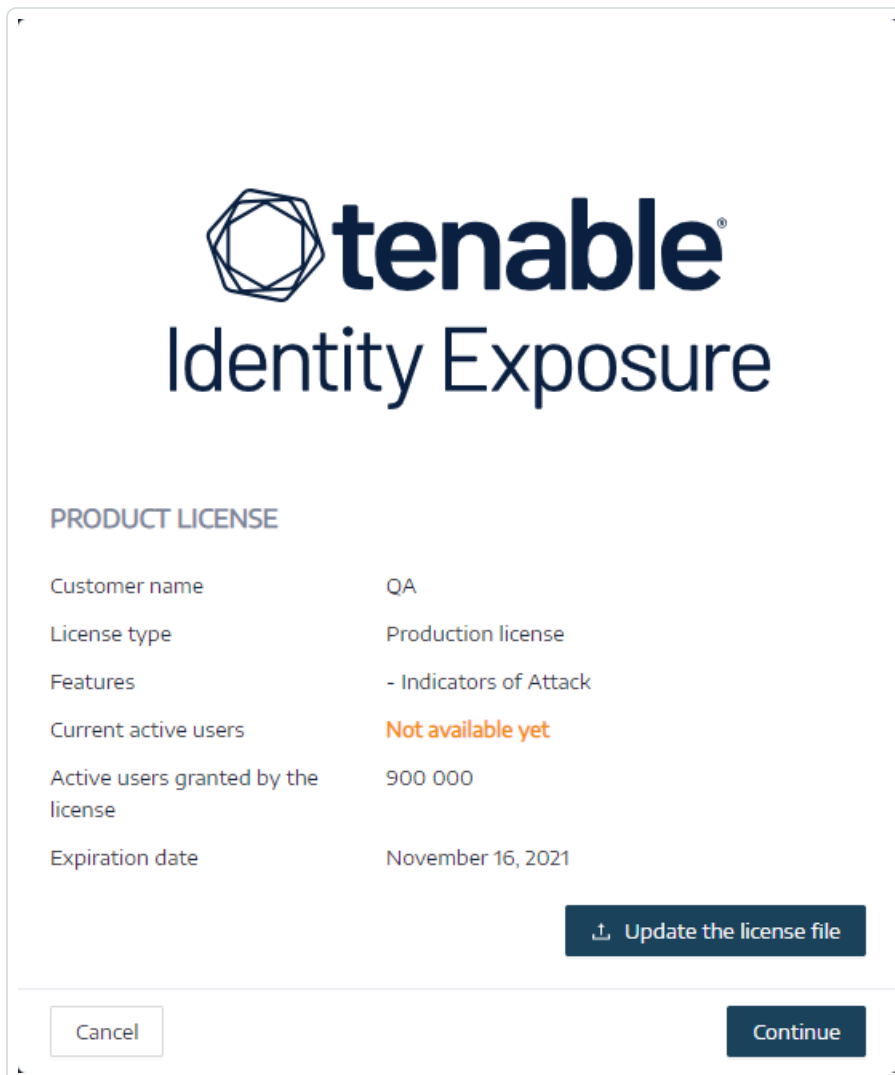 tenable®
Identity Exposure
PRODUCT LICENSE
Customer name QA
License type Production license
Features - Indicators of Attack
Current active users Not available yet
Active users granted by the 900 000
license
Expiration date November 16, 2021
Update the license file
Cancel Continue